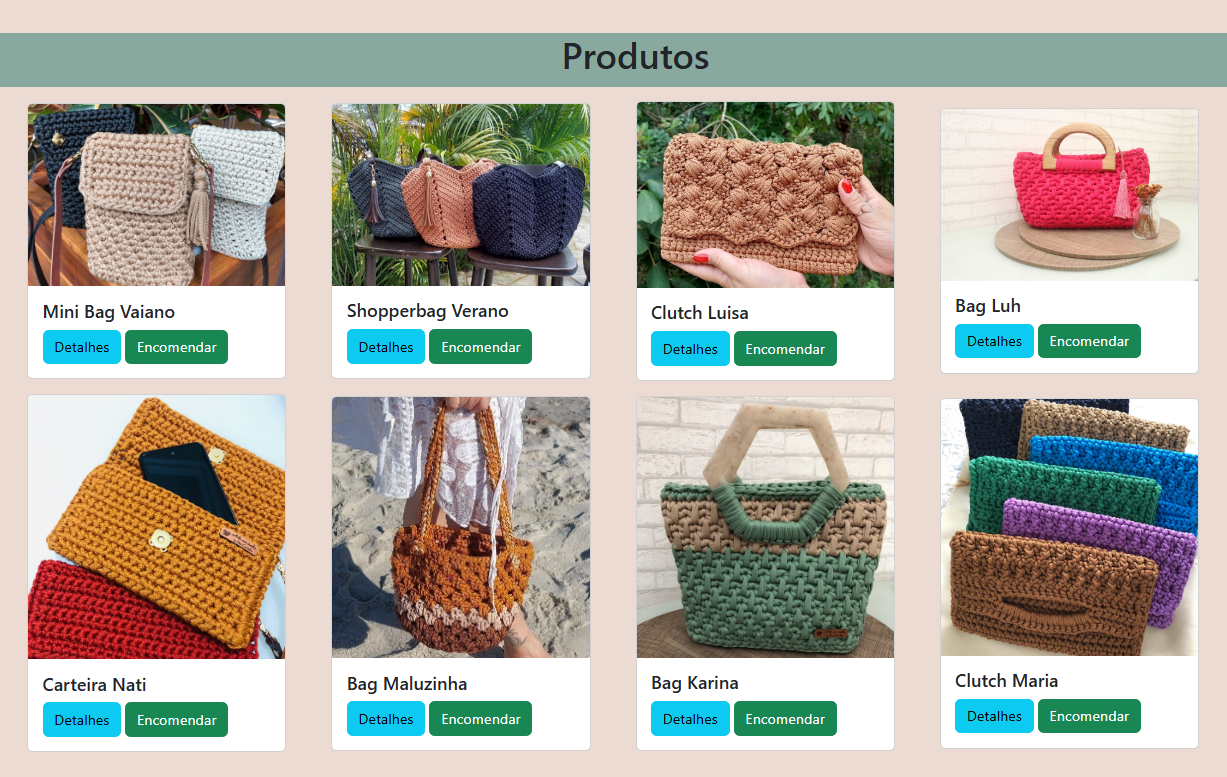 Produtos
Mini Bag Vaiano
Detalhes Encomendar
Shopperbag Verano
Detalhes Encomendar
Clutch Luisa
Detalhes Encomendar
Bag Luh
Detalhes Encomendar
Carteira Nati
Detalhes Encomendar
Bag Maluzinha
Detalhes Encomendar
Bag Karina
Detalhes Encomendar
Clutch Maria
Detalhes Encomendar